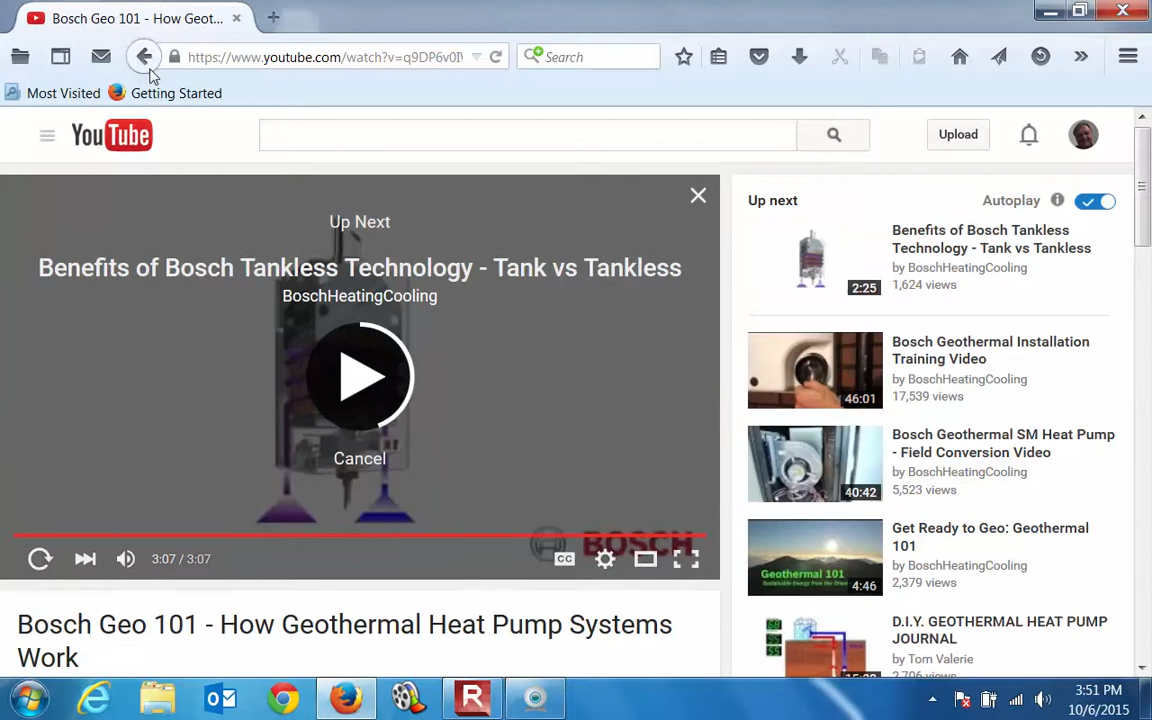 Bosch Geo 101 - How Geot...
https://www.youtube.com/watch?v=q9DP6v0I
Search
Most Visited
Getting Started
YouTube
Upload
Up Next
Benefits of Bosch Tankless Technology - Tank vs Tankless
BoschHeatingCooling
Cancel
BOSCH
3:07 / 3:07
CC
Bosch Geo 101 - How Geothermal Heat Pump Systems
Work
Up next
Autoplay
Benefits of Bosch Tankless
Technology - Tank vs Tankless
by BoschHeatingCooling
1,624 views
2:25
Bosch Geothermal Installation
Training Video
by BoschHeatingCooling
17,539 views
46:01
Bosch Geothermal SM Heat Pump
- Field Conversion Video
by BoschHeatingCooling
5,523 views
40:42
Get Ready to Geo: Geothermal
101
by BoschHeatingCooling
2,379 views
Geothermal 101
4:46
D.I.Y. GEOTHERMAL HEAT PUMP
JOURNAL
by Tom Valerie
3:51 PM
10/6/2015